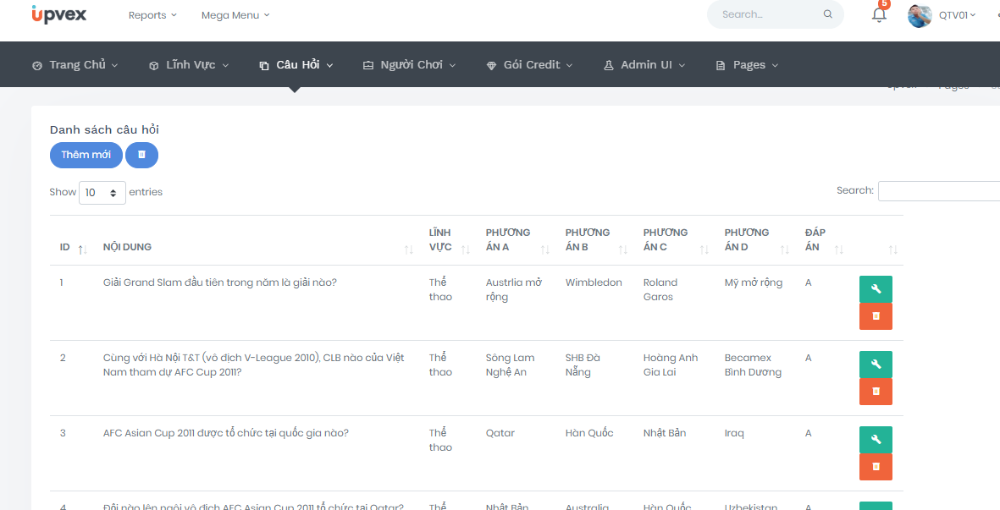 upvex
Reports
Mega Menu
Search...
5
QTV01
Trang Chủ
Lĩnh Vực
Câu Hỏi
Người Chơi
Gói Credit
Admin UI
Pages
Upvex
Pages
Danh sách câu hỏi
Thêm mới
Show 10 entries
Search:
ID
NỘI DUNG
LĨNH
VỰC
PHƯƠNG
ÁN A
PHƯƠNG
ÁN B
PHƯƠNG
ÁN C
PHƯƠNG
ÁN D
ĐÁP
ÁN
1
Giải Grand Slam đầu tiên trong năm là giải nào?
Thể
thao
Austrlia mở
rộng
Wimbledon
Roland
Garos
Mỹ mở rộng
A
2
Cùng với Hà Nội T&T (vô địch V-League 2010), CLB nào của Việt
Nam tham dự AFC Cup 2011?
Thể
thao
Sông Lam
Nghệ An
SHB Đà
Nẵng
Hoàng Anh
Gia Lai
Becamex
Bình Dương
A
3
AFC Asian Cup 2011 được tổ chức tại quốc gia nào?
Thể
thao
Qatar
Hàn Quốc
Nhật Bản
Iraq
A
4
Đội nào lên ngôi vô địch AFC Asian Cup 2011 tổ chức tại Qatar?
Thể
Nhật Bản
Australia
Hàn Quốc
Uzbekistan
A